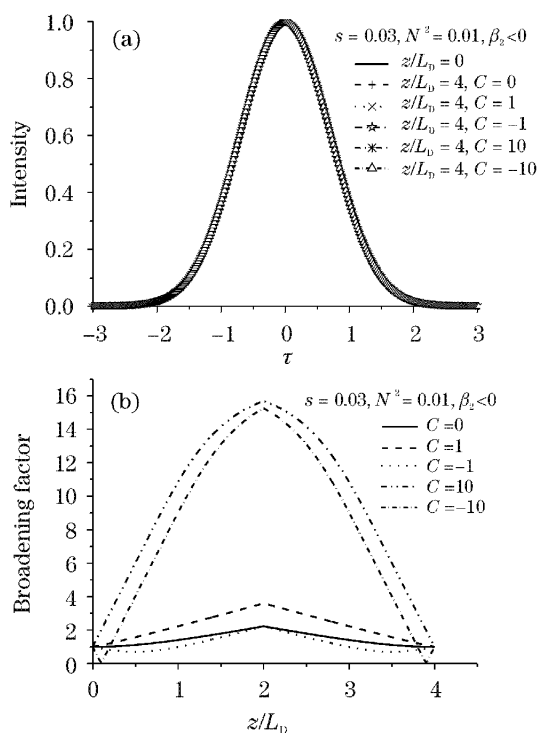 (a)
s = 0.03, N² = 0.01, β₂<0
z/L_D = 0
z/L_D = 4, C = 0
z/L_D = 4, C = 1
z/L_D = 4, C = −1
z/L_D = 4, C = 10
z/L_D = 4, C = −10
Intensity
1.0
0.8
0.6
0.4
0.2
0.0
−3 −2 −1 0 1 2 3
τ
(b)
s = 0.03, N² = 0.01, β₂<0
C =0
C =1
C =−1
C =10
C =−10
Broadening factor
16
14
12
10
8
6
4
2
0
0 1 2 3 4
z/L_D